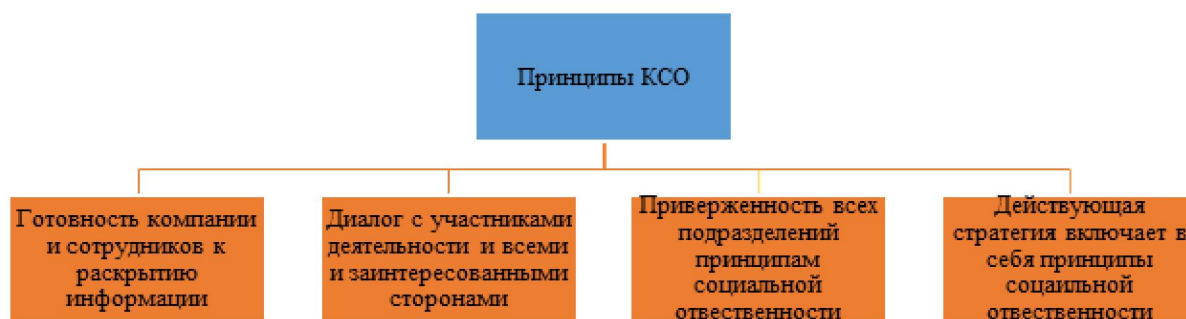 Принципы КСО
Готовность компании
и сотрудников к
раскрытию
информации
Диалог с участниками
деятельности и всеми
и заинтересованными
сторонами
Приверженность всех
подразделений
принципам
социальной
отвественности
Действующая
стратегия включает в
себя принципы
соцаильной
отвественности